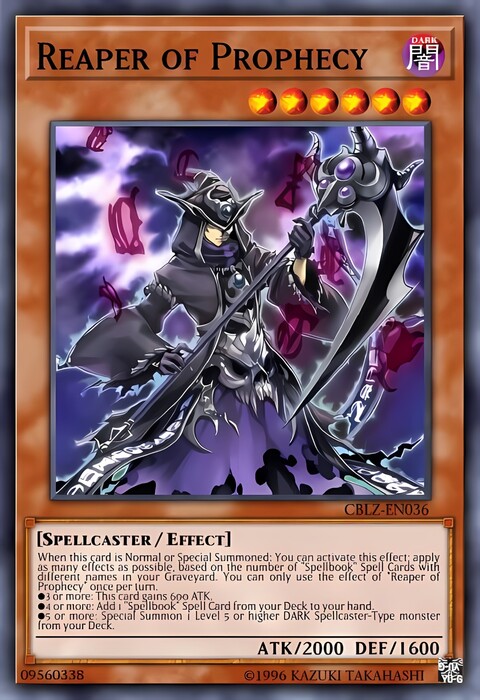 REAPER OF PROPHECY
DARK
闇
CBLZ-EN036
[SPELLCASTER / EFFECT]
When this card is Normal or Special Summoned: You can activate this effect; apply
as many effects as possible, based on the number of "Spellbook" Spell Cards with
different names in your Graveyard. You can only use the effect of "Reaper of
Prophecy" once per turn.
●3 or more: This card gains 600 ATK.
●4 or more: Add 1 "Spellbook" Spell Card from your Deck to your hand.
●5 or more: Special Summon 1 Level 5 or higher DARK Spellcaster-Type monster
from your Deck.
ATK/2000 DEF/1600
09560338
©1996 KAZUKI TAKAHASHI